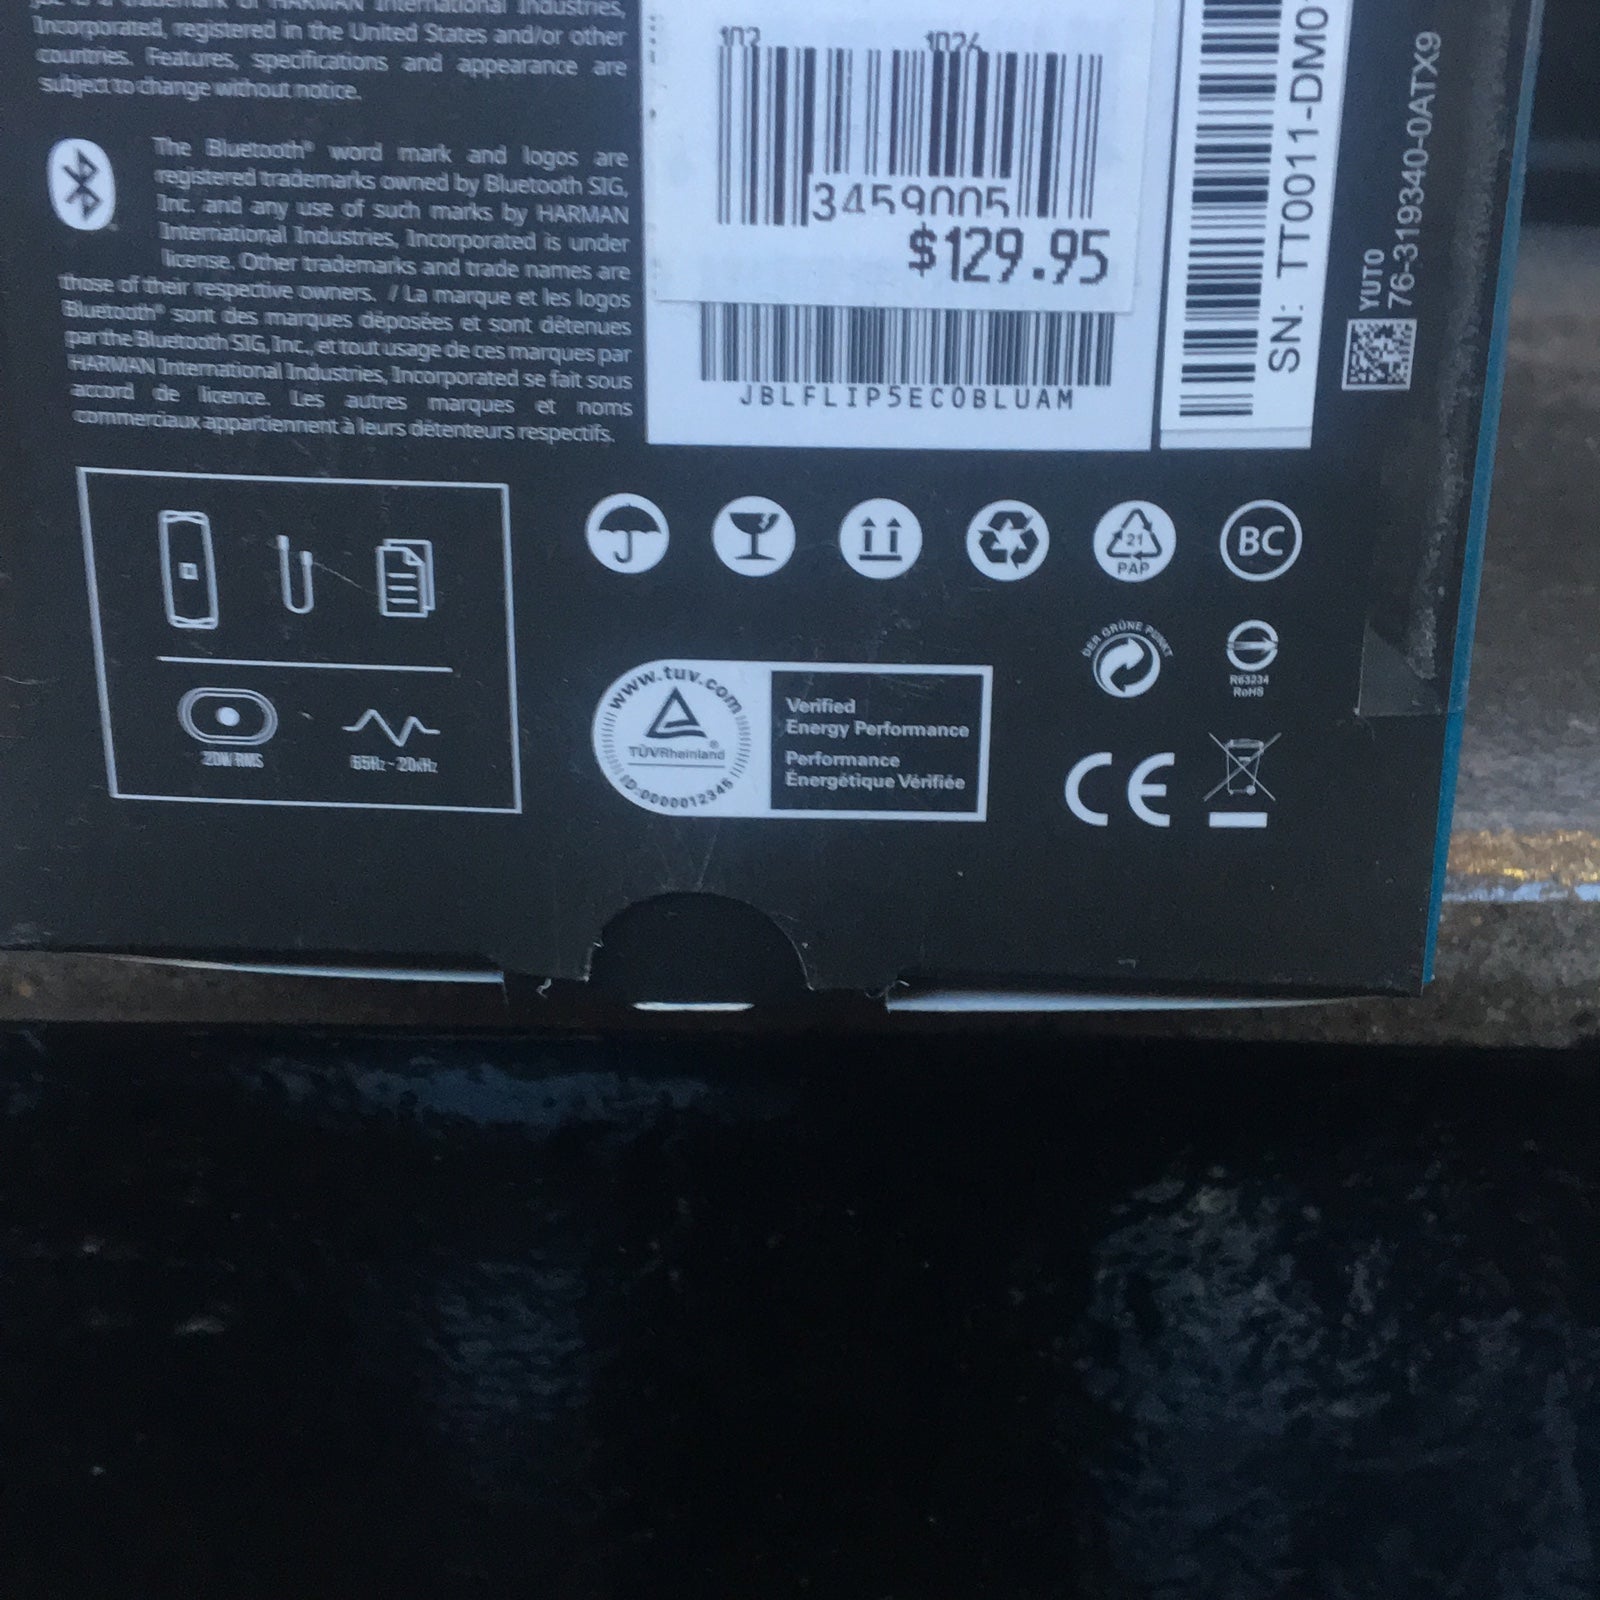 JBL is a trademark of HARMAN International Industries,
Incorporated, registered in the United States and/or other
countries. Features, specifications and appearance are
subject to change without notice.
The Bluetooth® word mark and logos are
registered trademarks owned by Bluetooth SIG,
Inc. and any use of such marks by HARMAN
International Industries, Incorporated is under
license. Other trademarks and trade names are
those of their respective owners. / La marque et les logos
Bluetooth® sont des marques déposées et sont détenues
par the Bluetooth SIG, Inc., et tout usage de ces marques par
HARMAN International Industries, Incorporated se fait sous
accord de licence. Les autres marques et noms
commerciaux appartiennent à leurs détenteurs respectifs.
102 1026
3459005
$129.95
JBLFLIP5ECOBLUAM
SN: TT0011-DM0
YUTO
76-319340-0ATX9
20W RMS
65Hz - 20kHz
21
PAP
BC
DER GRÜNE PUNKT
R63234
RoHS
www.tuv.com
TÜVRheinland®
ID:0000012345
Verified
Energy Performance
Performance
Énergétique Vérifiée
CE